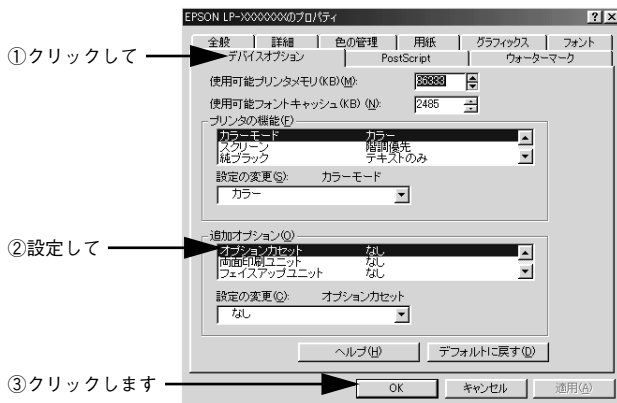 EPSON LP-XXXXXXXのプロパティ
全般 詳細 色の管理 用紙 グラフィックス フォント
①クリックして
デバイスオプション PostScript ウォーターマーク
使用可能プリンタメモリ(KB)(M): 86333
使用可能フォントキャッシュ(KB) (N): 2485
プリンタの機能(F)
カラーモード カラー
スクリーン 階調優先
純ブラック テキストのみ
設定の変更(S): カラーモード
カラー
追加オプション(O)
②設定して
オプションカセット なし
両面印刷ユニット なし
フェイスアップユニット なし
設定の変更(C): オプションカセット
なし
ヘルプ(H) デフォルトに戻す(D)
③クリックします
OK キャンセル 適用(A)